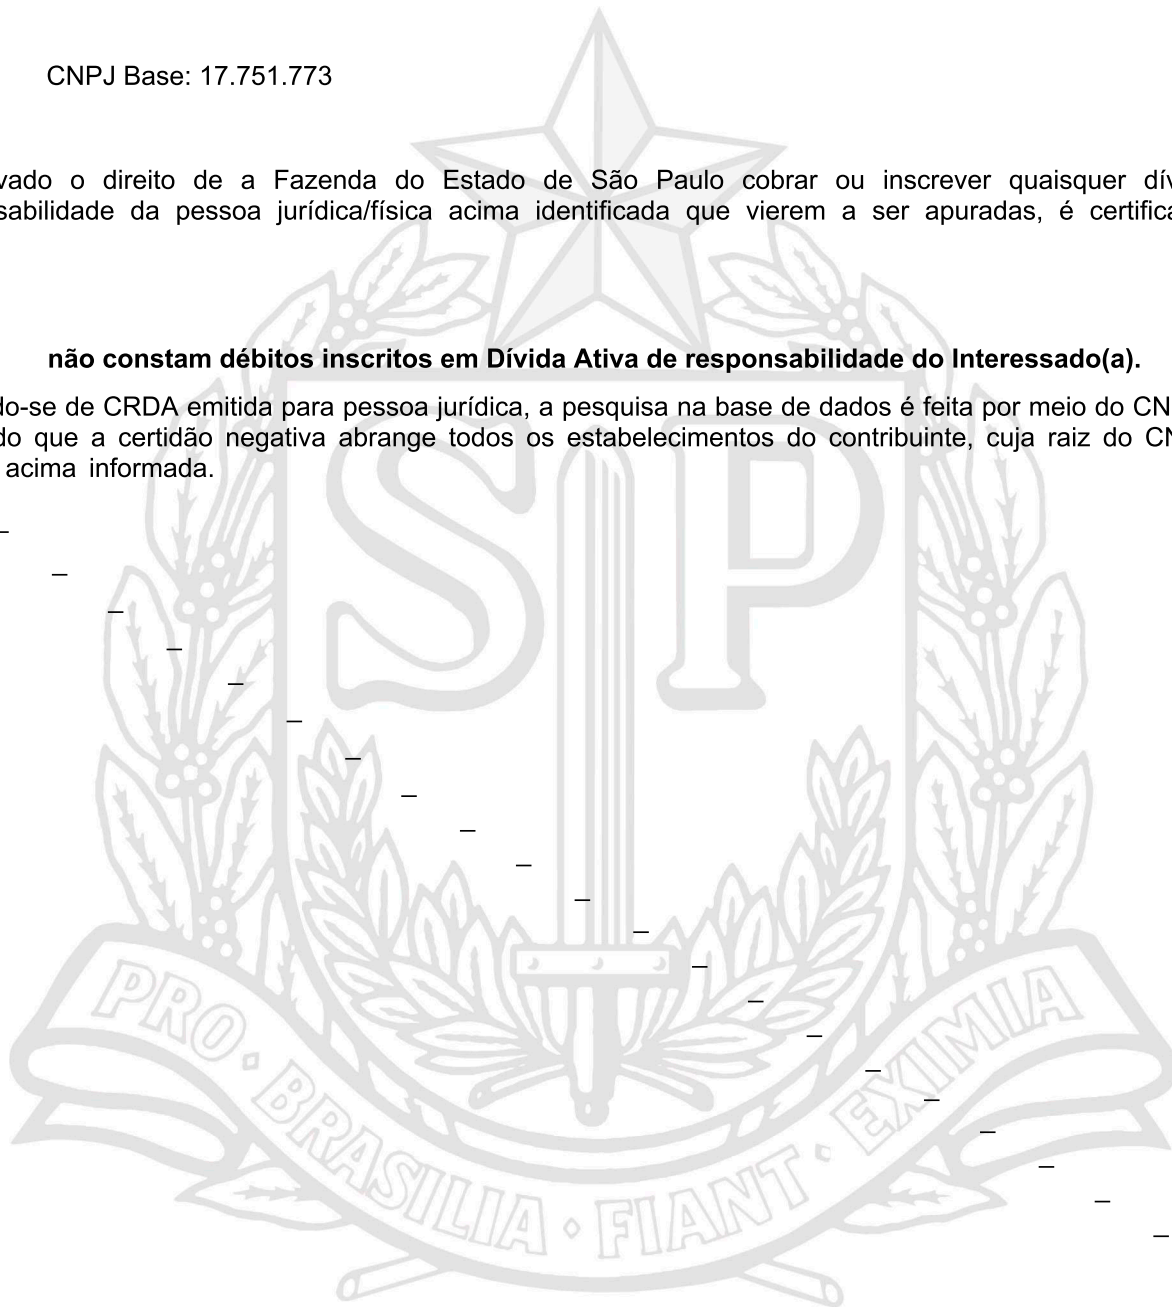 CNPJ Base: 17.751.773
vado o direito de a Fazenda do Estado de São Paulo cobrar ou inscrever quaisquer dív
sabilidade da pessoa jurídica/física acima identificada que vierem a ser apuradas, é certifica
não constam débitos inscritos em Dívida Ativa de responsabilidade do Interessado(a).
do-se de CRDA emitida para pessoa jurídica, a pesquisa na base de dados é feita por meio do CN
do que a certidão negativa abrange todos os estabelecimentos do contribuinte, cuja raiz do CN
acima informada.
SP
PRO · BRASILIA · FIANT · EXIMIA